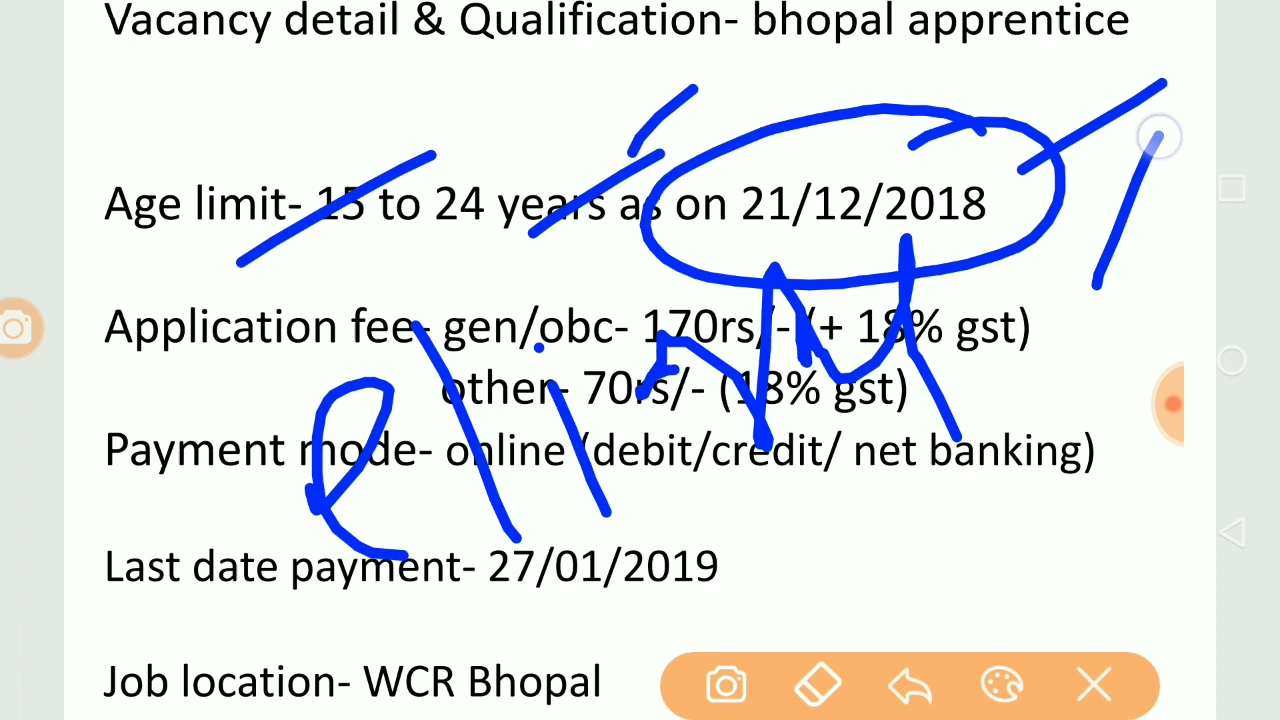 Vacancy detail & Qualification- bhopal apprentice
Age limit- 15 to 24 years as on 21/12/2018
Application fee- gen/obc- 170rs/- (+ 18% gst)
other- 70rs/- (18% gst)
Payment mode- online (debit/credit/ net banking)
Last date payment- 27/01/2019
Job location- WCR Bhopal